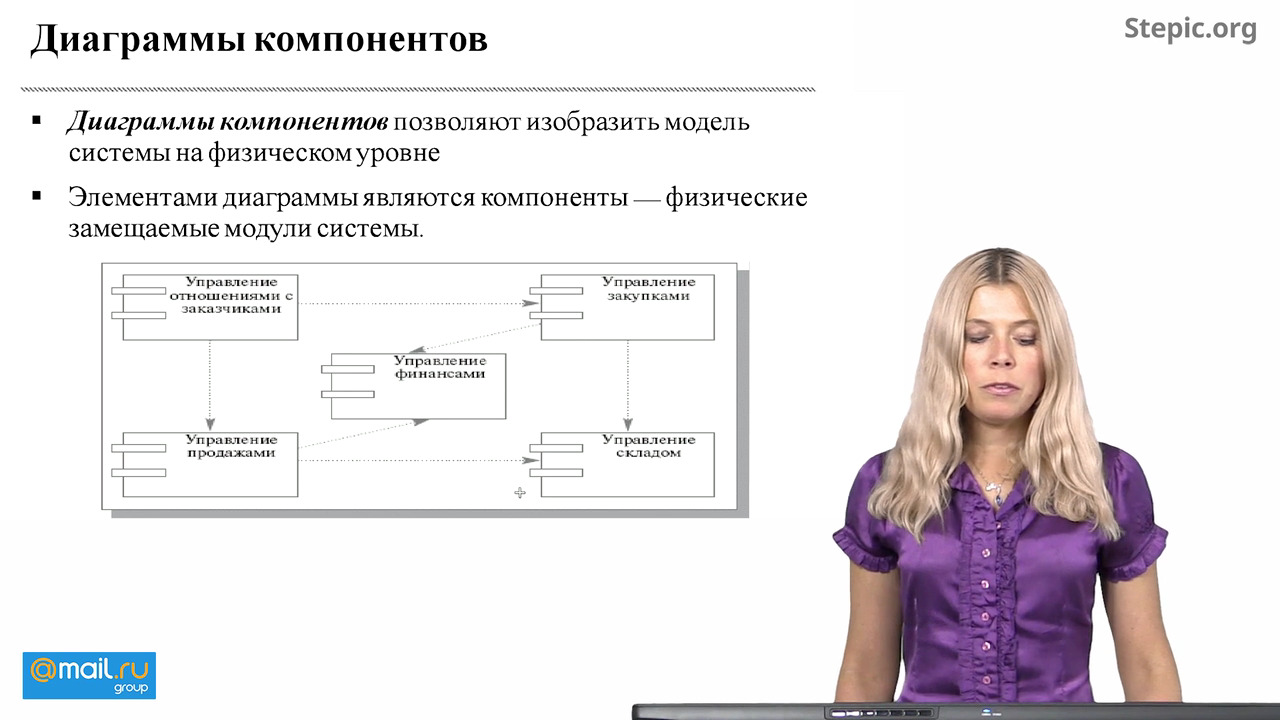 Диаграммы компонентов
Stepic.org
Диаграммы компонентов позволяют изобразить модель
системы на физическом уровне
Элементами диаграммы являются компоненты — физические
замещаемые модули системы.
Управление
отношениями с
заказчиками
Управление
закупками
Управление
финансами
Управление
продажами
Управление
складом
@mail.ru
group